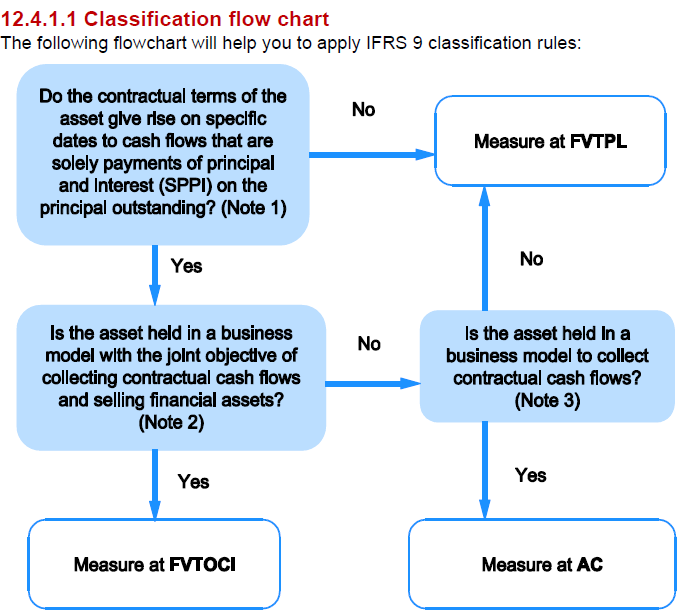 12.4.1.1 Classification flow chart
The following flowchart will help you to apply IFRS 9 classification rules:
Do the contractual terms of the
asset give rise on specific
dates to cash flows that are
solely payments of principal
and interest (SPPI) on the
principal outstanding? (Note 1)
No
Measure at FVTPL
Yes
No
Is the asset held in a business
model with the joint objective of
collecting contractual cash flows
and selling financial assets?
(Note 2)
No
Is the asset held in a
business model to collect
contractual cash flows?
(Note 3)
Yes
Yes
Measure at FVTOCI
Measure at AC